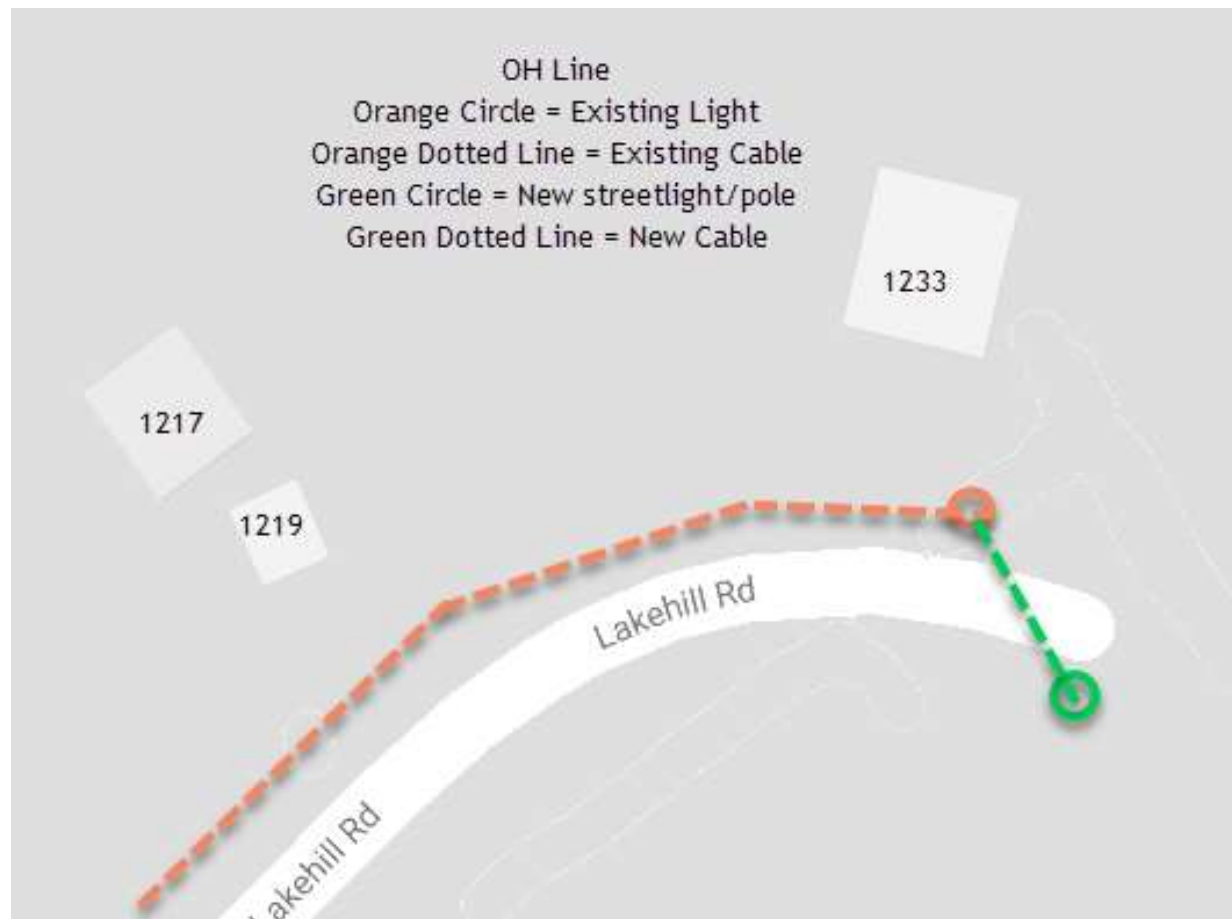 OH Line
Orange Circle = Existing Light
Orange Dotted Line = Existing Cable
Green Circle = New streetlight/pole
Green Dotted Line = New Cable
1233
1217
1219
Lakehill Rd
Lakehill Rd